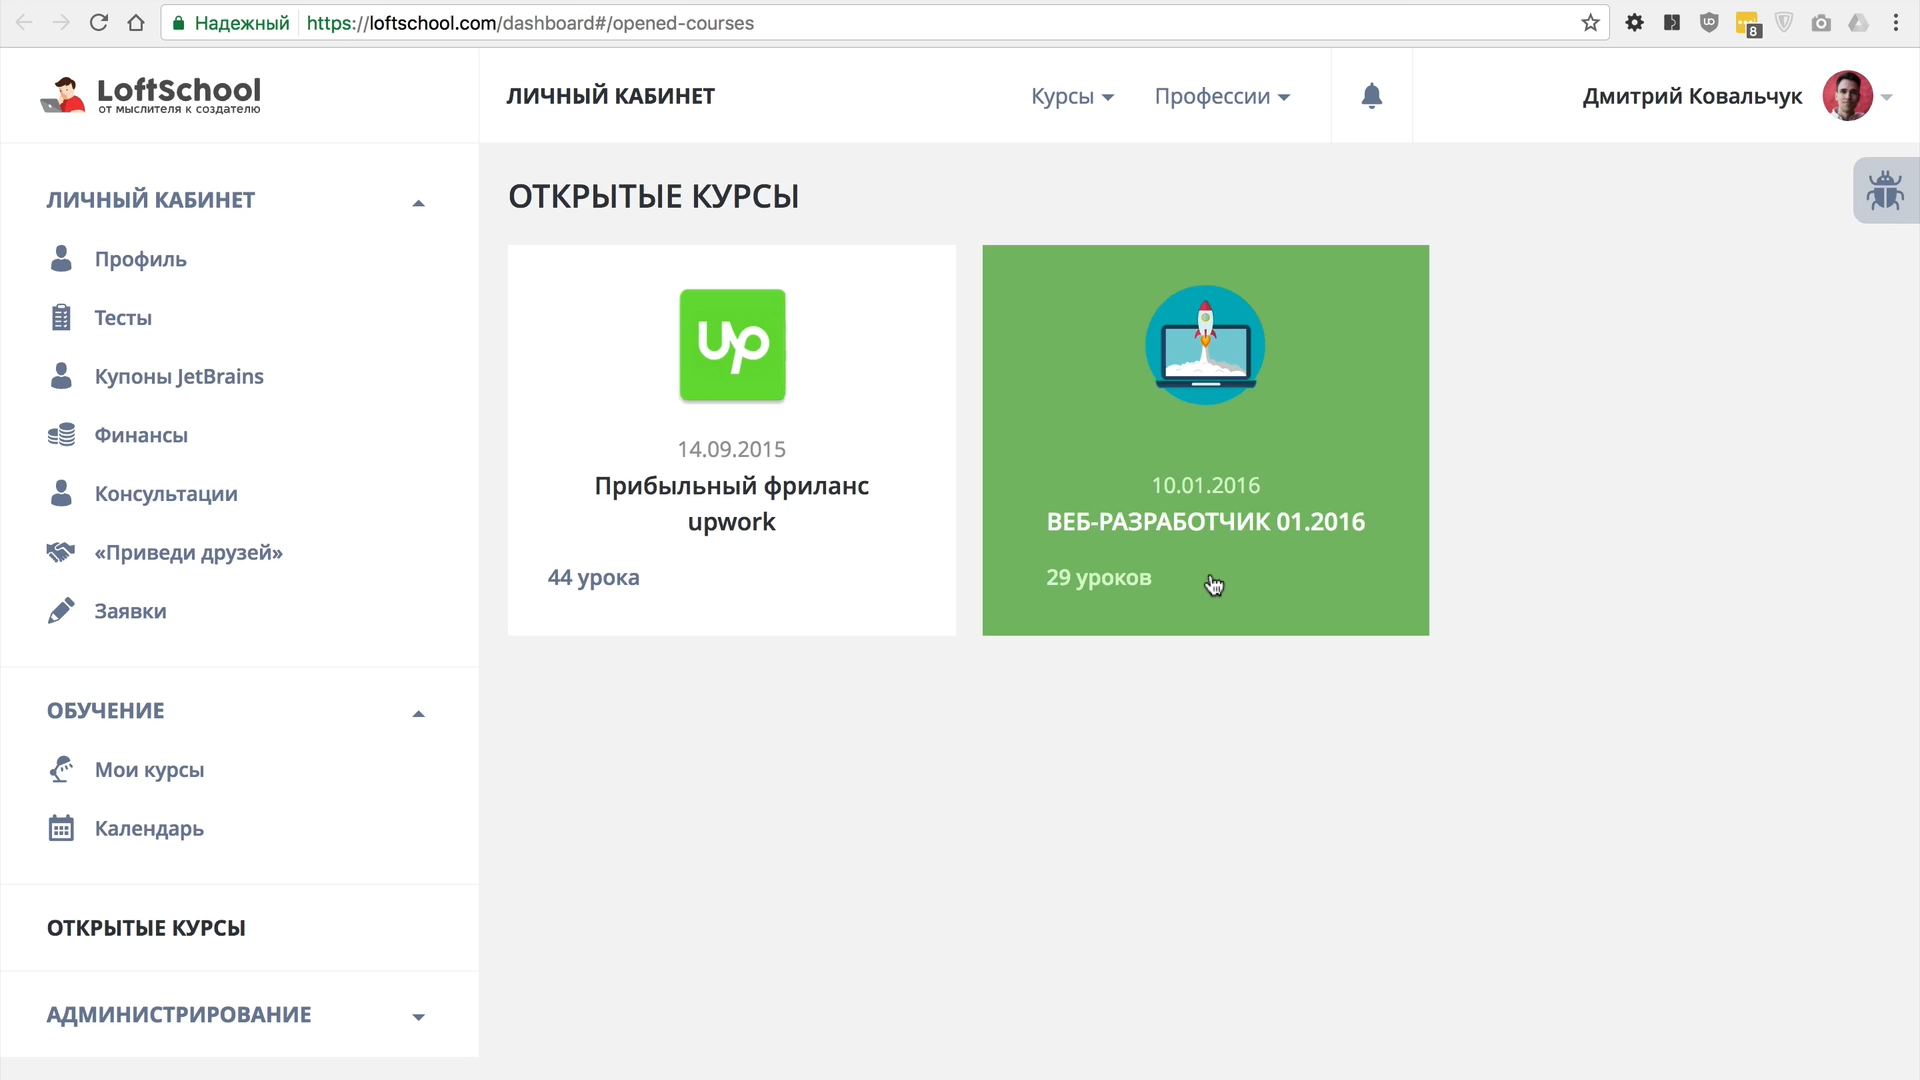 Надежный
https://loftschool.com/dashboard#/opened-courses
8
LoftSchool
от мыслителя к создателю
ЛИЧНЫЙ КАБИНЕТ
Курсы
Профессии
Дмитрий Ковальчук
ЛИЧНЫЙ КАБИНЕТ
Профиль
Тесты
Купоны JetBrains
Финансы
Консультации
«Приведи друзей»
Заявки
ОБУЧЕНИЕ
Мои курсы
Календарь
ОТКРЫТЫЕ КУРСЫ
АДМИНИСТРИРОВАНИЕ
ОТКРЫТЫЕ КУРСЫ
up
14.09.2015
Прибыльный фриланс
upwork
44 урока
10.01.2016
ВЕБ-РАЗРАБОТЧИК 01.2016
29 уроков